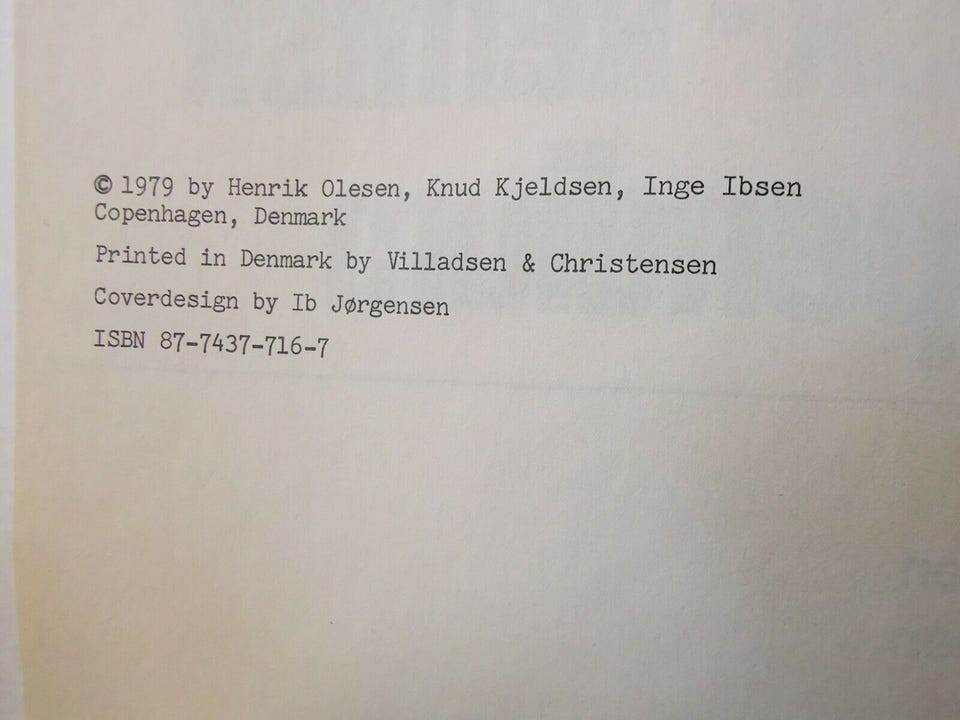 © 1979 by Henrik Olesen, Knud Kjeldsen, Inge Ibsen
Copenhagen, Denmark
Printed in Denmark by Villadsen & Christensen
Coverdesign by Ib Jørgensen
ISBN 87-7437-716-7